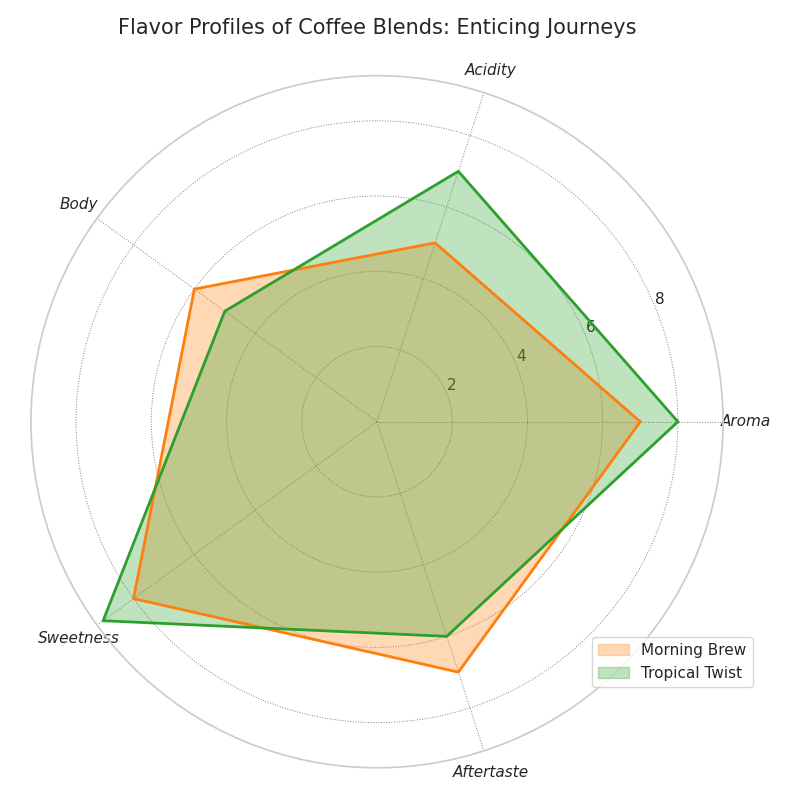 Flavor Profiles of Coffee Blends: Enticing Journeys
Acidity
Body
8
6
4
2
Aroma
Sweetness
Morning Brew
Tropical Twist
Aftertaste